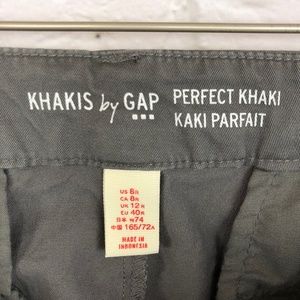 KHAKIS by GAP
PERFECT KHAKI
KAKI PARFAIT
US 6R
CA 8R
UK 12R
EU 40R
日本 W74
中国 165/72A
MADE IN
INDONESIA